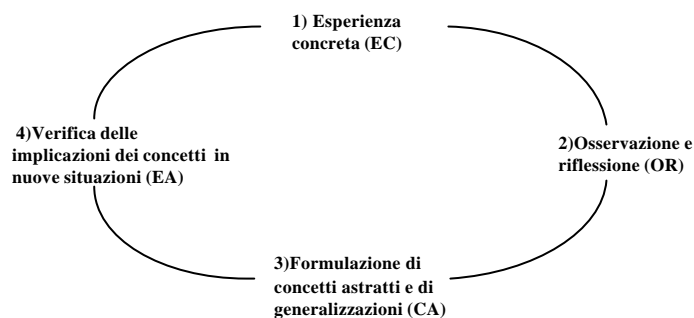 1) Esperienza
concreta (EC)
2)Osservazione e
riflessione (OR)
3)Formulazione di
concetti astratti e di
generalizzazioni (CA)
4)Verifica delle
implicazioni dei concetti in
nuove situazioni (EA)